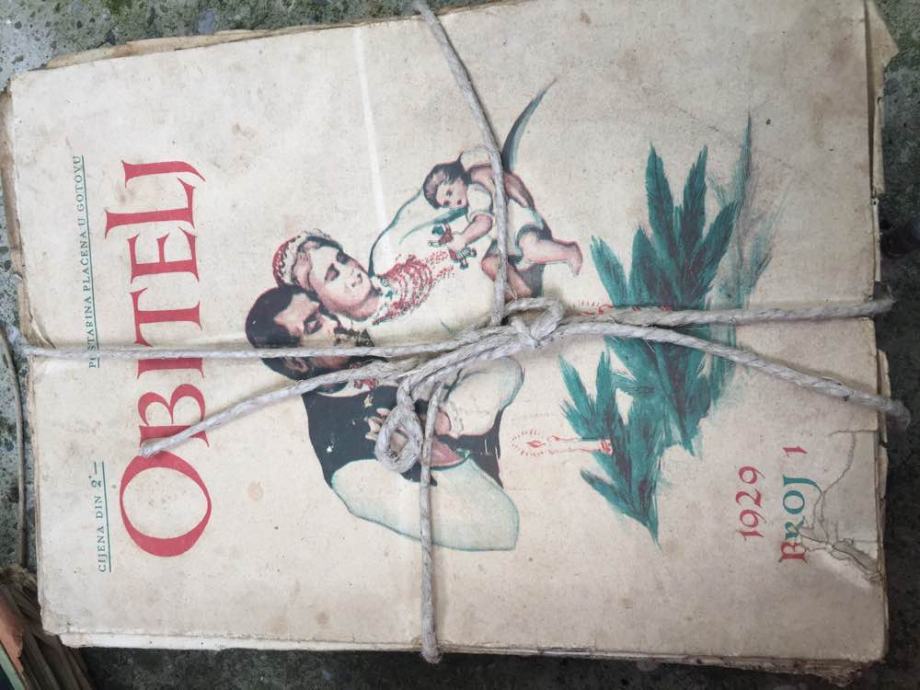 CIJENA DIN 2·— POŠTARINA PLAĆENA U GOTOVU
OBITELJ
1929
BROJ 1